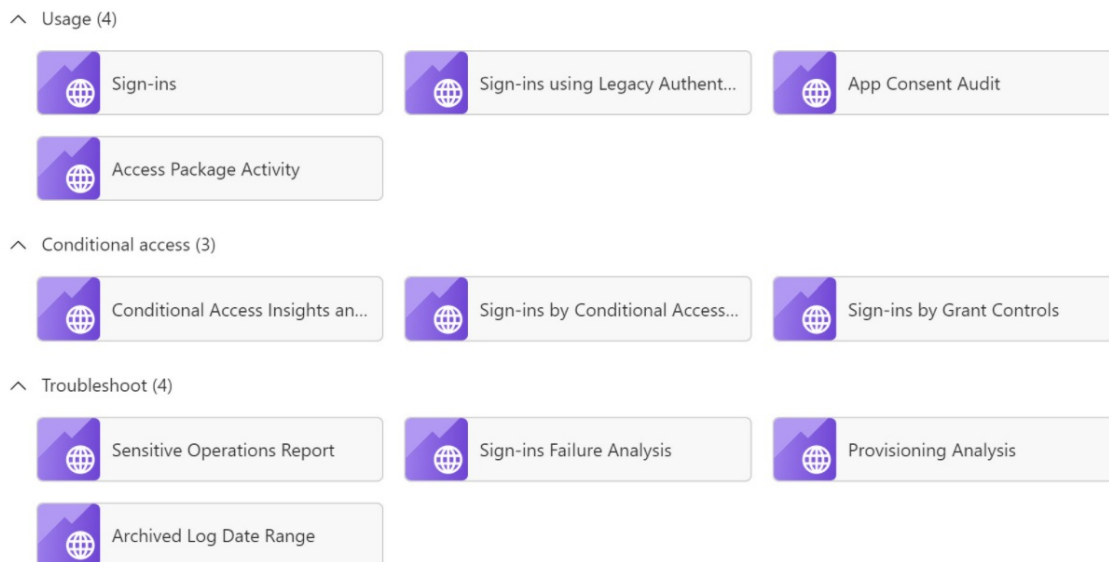 Usage (4)
Sign-ins
Sign-ins using Legacy Authent...
App Consent Audit
Access Package Activity
Conditional access (3)
Conditional Access Insights an...
Sign-ins by Conditional Access...
Sign-ins by Grant Controls
Troubleshoot (4)
Sensitive Operations Report
Sign-ins Failure Analysis
Provisioning Analysis
Archived Log Date Range